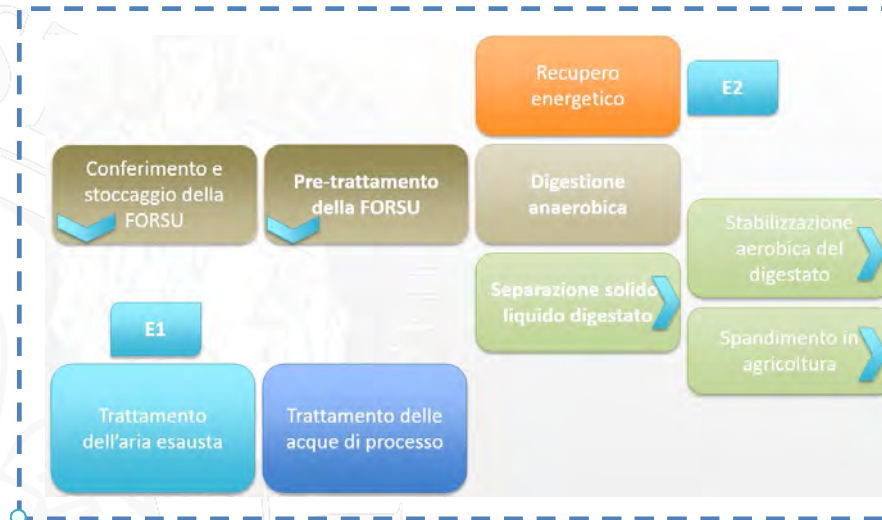 Recupero
energetico
E2
Conferimento e
stoccaggio della
FORSU
Pre-trattamento
della FORSU
Digestione
anaerobica
Stabilizzazione
aerobica del
digestato
Separazione solido
liquido digestato
Spandimento in
agricoltura
E1
Trattamento
dell'aria esausta
Trattamento delle
acque di processo